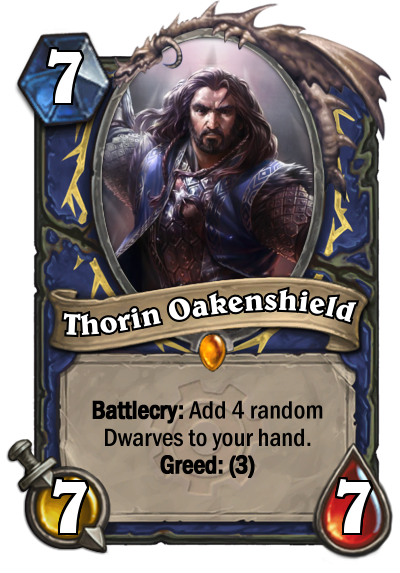 7
Thorin Oakenshield
Battlecry: Add 4 random
Dwarves to your hand.
Greed: (3)
7 7